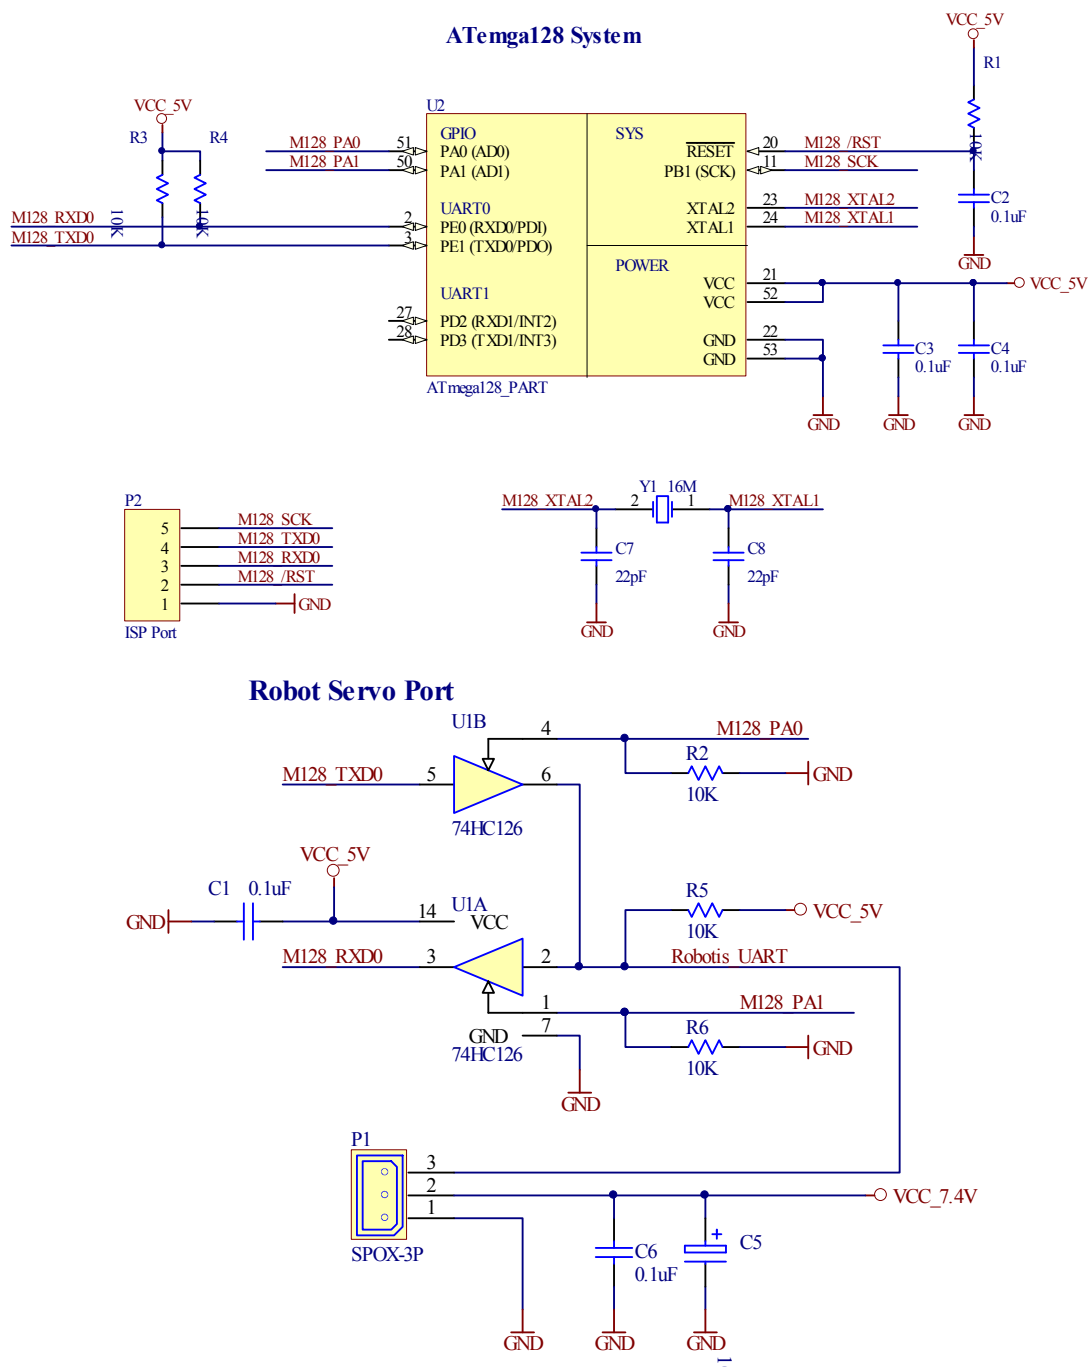 ATemga128 System
VCC_5V
R1
10K
C2
0.1uF
GND
VCC_5V
R3
R4
10K
10K
M128_RXD0
M128_TXD0
M128_PA0
M128_PA1
U2
GPIO
SYS
51
PA0 (AD0)
RESET
20
M128_/RST
50
PA1 (AD1)
PB1 (SCK)
11
M128_SCK
UART0
XTAL2
23
M128_XTAL2
2
PE0 (RXD0/PDI)
XTAL1
24
M128_XTAL1
3
PE1 (TXD0/PDO)
POWER
UART1
VCC
21
VCC_5V
VCC
52
27
PD2 (RXD1/INT2)
28
PD3 (TXD1/INT3)
GND
22
GND
53
C3
0.1uF
C4
0.1uF
ATmega128_PART
GND
GND
GND
P2
5
M128_SCK
4
M128_TXD0
3
M128_RXD0
2
M128_/RST
1
GND
ISP Port
Y1 16M
M128_XTAL2
2
1
M128_XTAL1
C7
22pF
C8
22pF
GND
GND
Robot Servo Port
U1B
4
M128_PA0
R2
10K
GND
M128_TXD0
5
6
74HC126
VCC_5V
C1
0.1uF
GND
14
U1A
VCC
R5
10K
VCC_5V
M128_RXD0
3
2
Robotis_UART
1
M128_PA1
GND
7
74HC126
R6
10K
GND
GND
P1
3
2
VCC_7.4V
1
SPOX-3P
C6
0.1uF
C5
+
GND
GND
GND